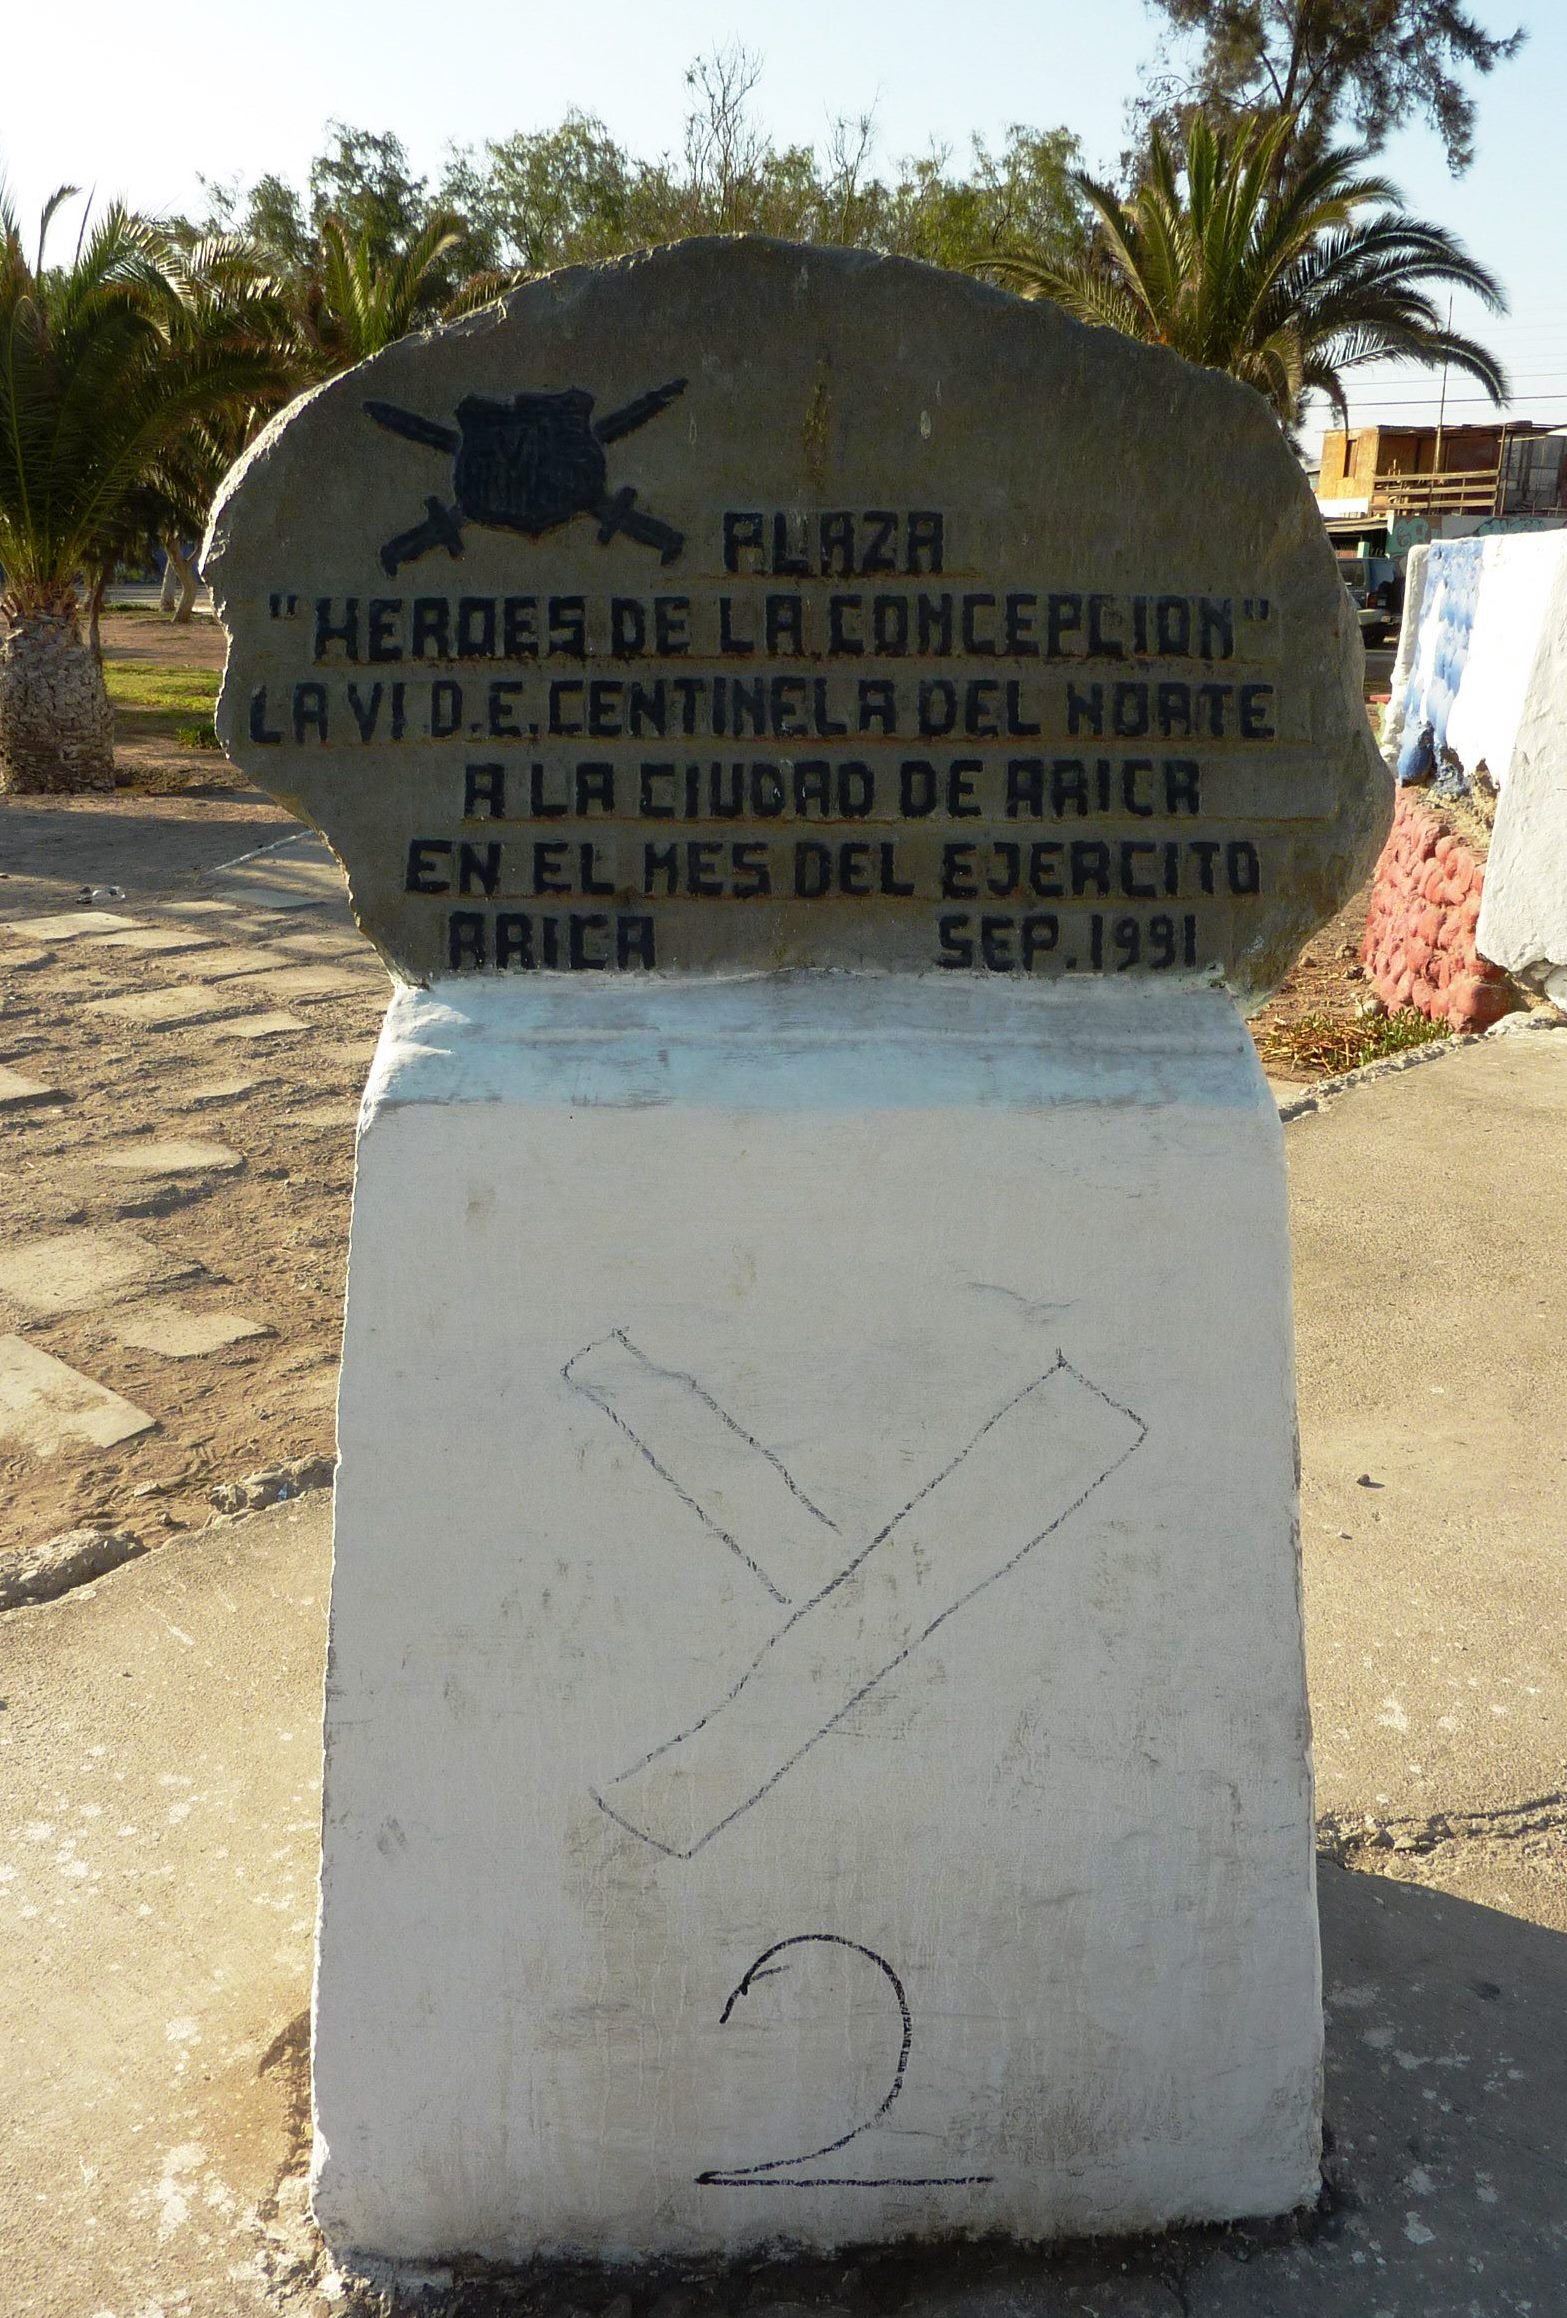 PLAZA
"HEROES DE LA CONCEPCION"
LA VI D.E. CENTINELA DEL NORTE
A LA CIUDAD DE ARICA
EN EL MES DEL EJERCITO
ARICA SEP. 1991
2